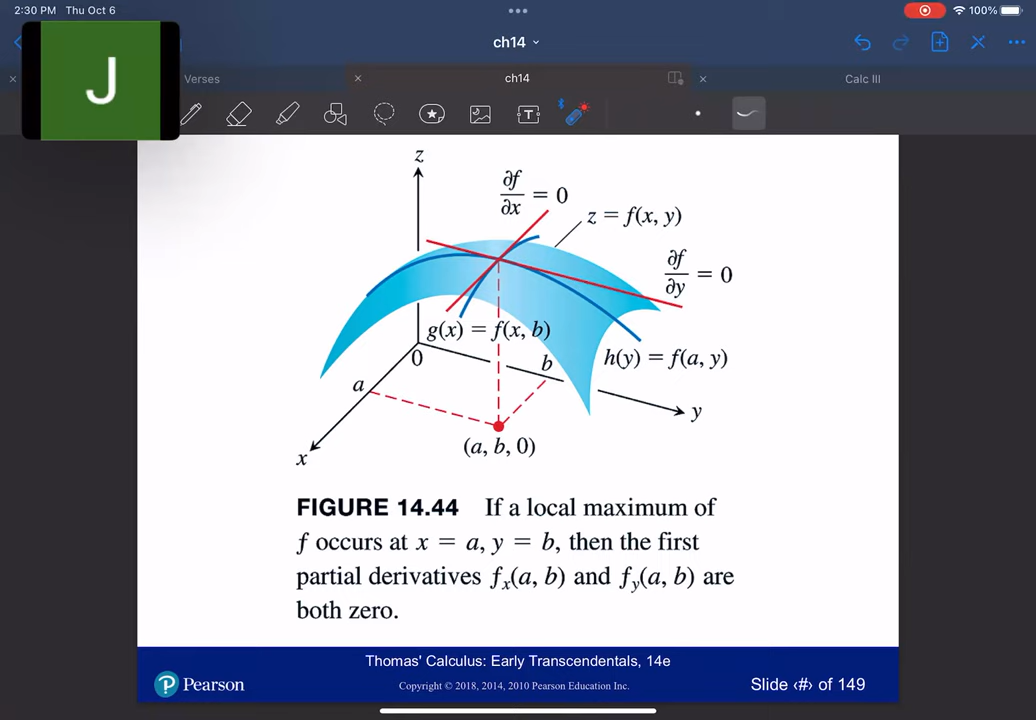 2:30 PM Thu Oct 6
100%
ch14
Verses
ch14
Calc III
J
T
z
∂f/∂x = 0
z = f(x, y)
∂f/∂y = 0
g(x) = f(x, b)
h(y) = f(a, y)
0
b
a
y
(a, b, 0)
x
FIGURE 14.44 If a local maximum of
f occurs at x = a, y = b, then the first
partial derivatives fₓ(a, b) and fᵧ(a, b) are
both zero.
Thomas' Calculus: Early Transcendentals, 14e
P Pearson
Copyright © 2018, 2014, 2010 Pearson Education Inc.
Slide ‹#› of 149